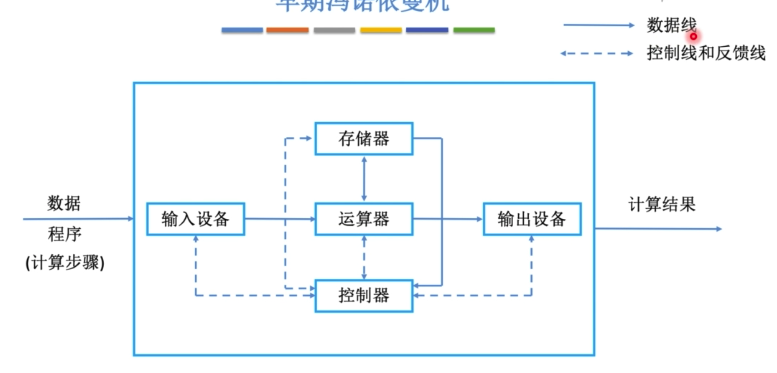 早期冯诺依曼机
数据线
控制线和反馈线
存储器
数据
程序
(计算步骤)
输入设备
运算器
输出设备
计算结果
控制器